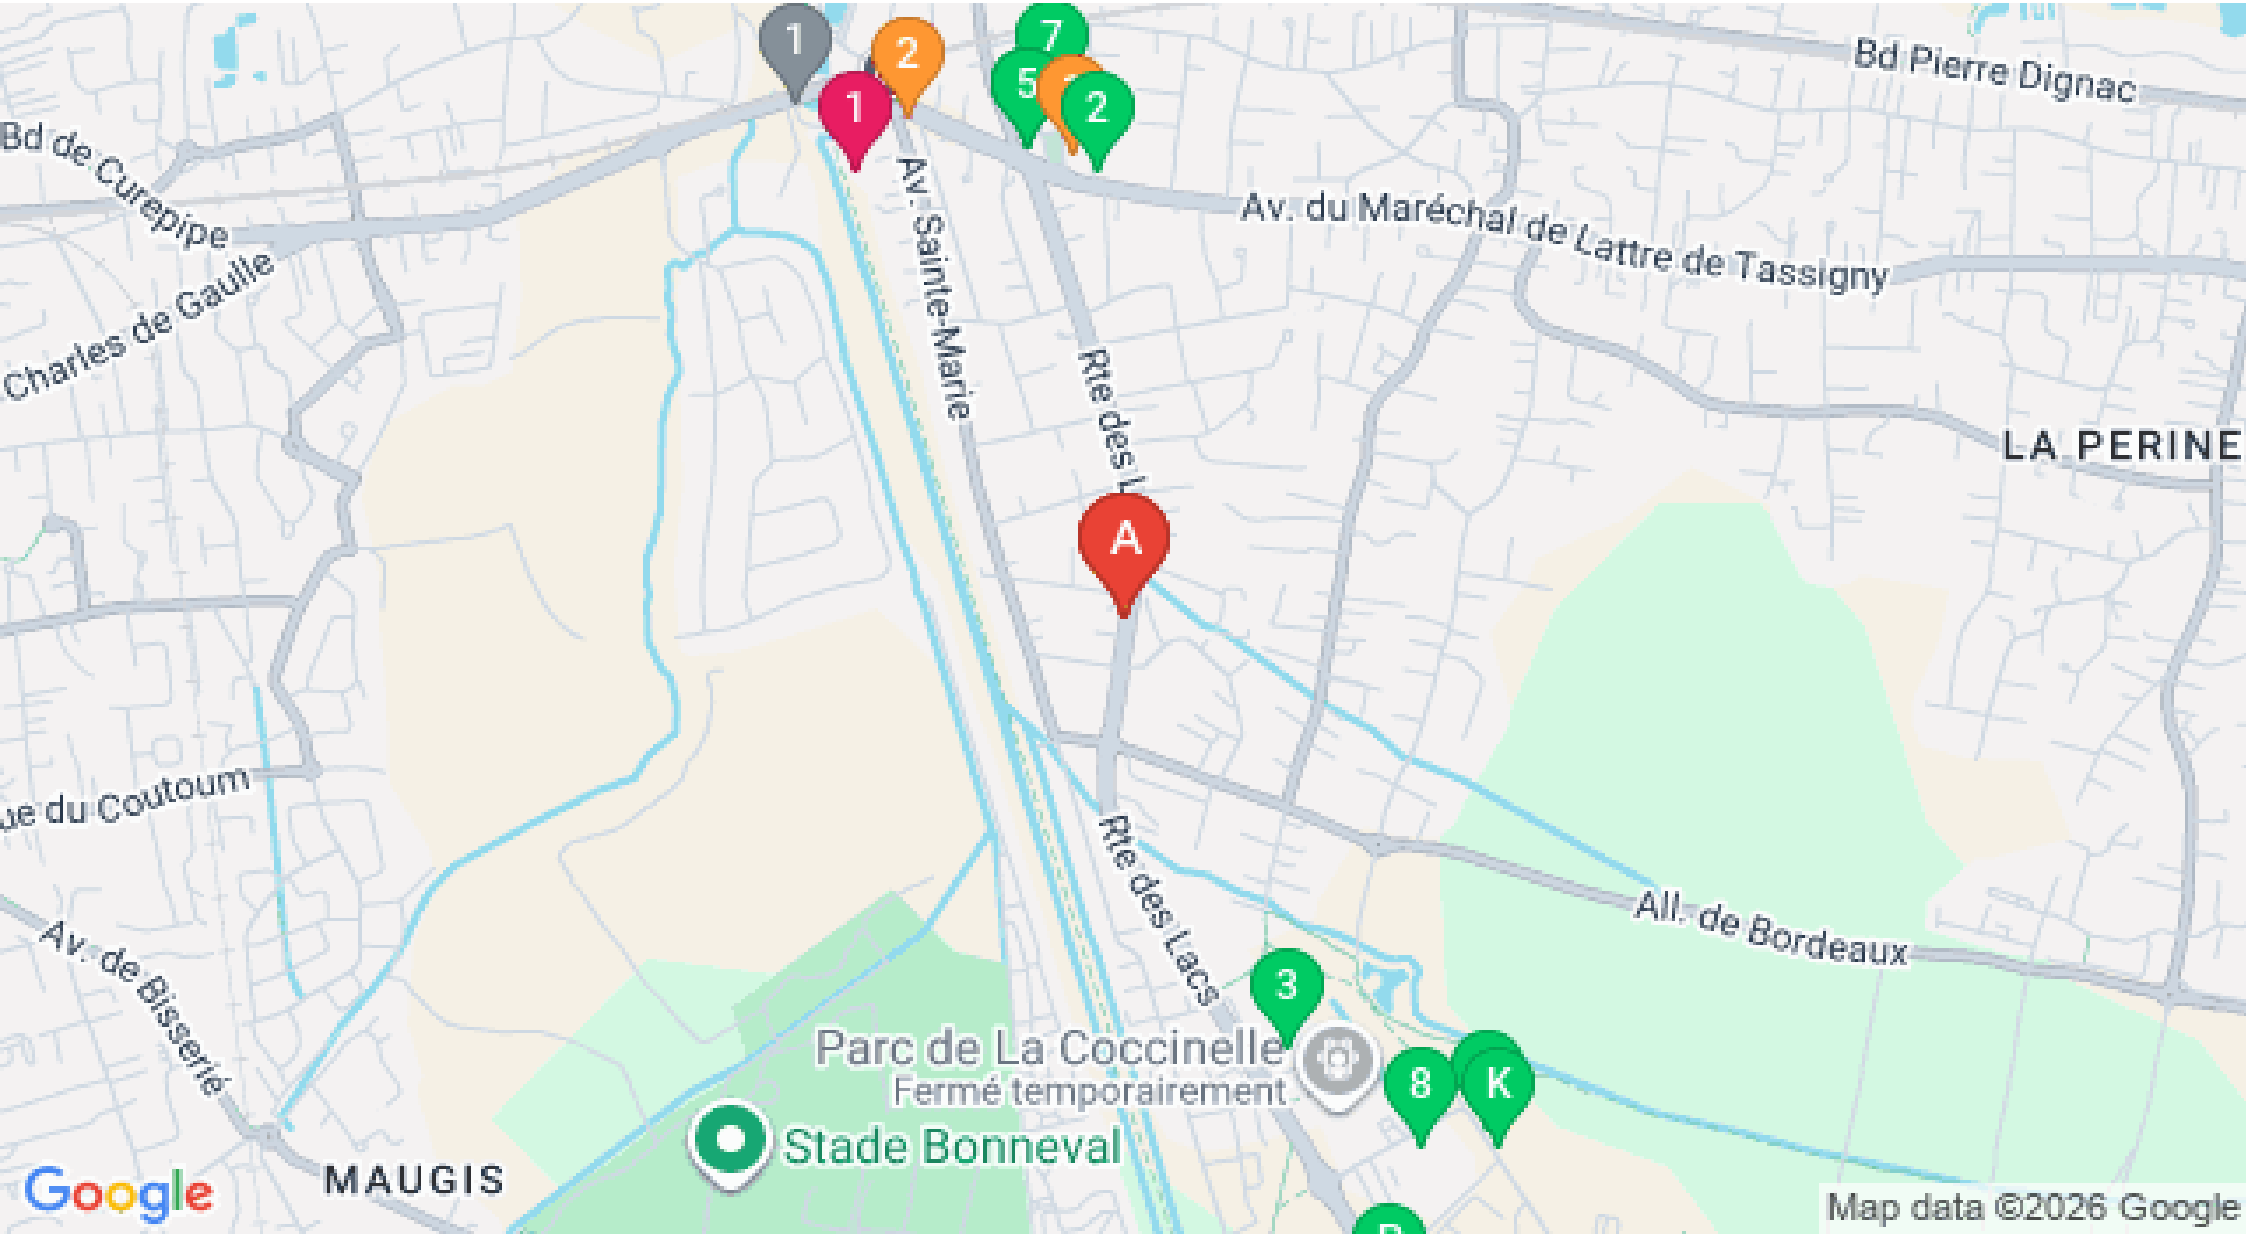 1
2
7
5
2
1
Bd Pierre Dignac
Bd de Curepipe
Av. Sainte-Marie
Av. du Maréchal de Lattre de Tassigny
Charles de Gaulle
Rte des L
LA PERINE
A
ue du Coutoum
Rte des Lacs
All. de Bordeaux
Av. de Bisserié
3
Parc de La Coccinelle
Fermé temporairement
8
K
Stade Bonneval
MAUGIS
Google
Map data ©2026 Google